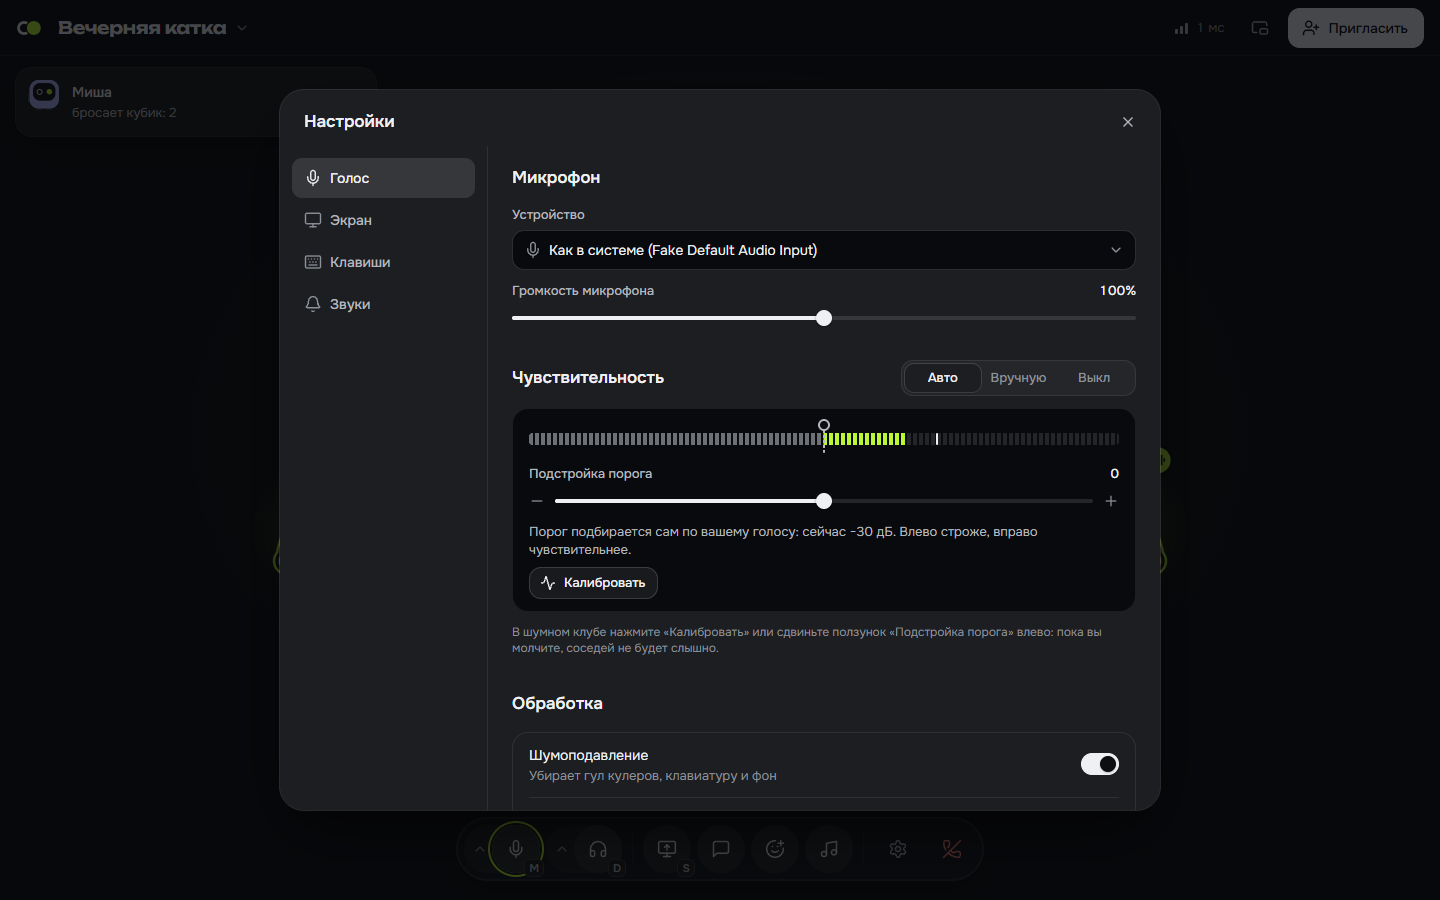 Вечерняя катка
1 мс
Пригласить
Миша
бросает кубик: 2
Настройки
Голос
Экран
Клавиши
Звуки
Микрофон
Устройство
Как в системе (Fake Default Audio Input)
Громкость микрофона
100%
Чувствительность
Авто
Вручную
Выкл
Подстройка порога
0
Порог подбирается сам по вашему голосу: сейчас −30 дБ. Влево строже, вправо
чувствительнее.
Калибровать
В шумном клубе нажмите «Калибровать» или сдвиньте ползунок «Подстройка порога» влево: пока вы
молчите, соседей не будет слышно.
Обработка
Шумоподавление
Убирает гул кулеров, клавиатуру и фон
M
D
S